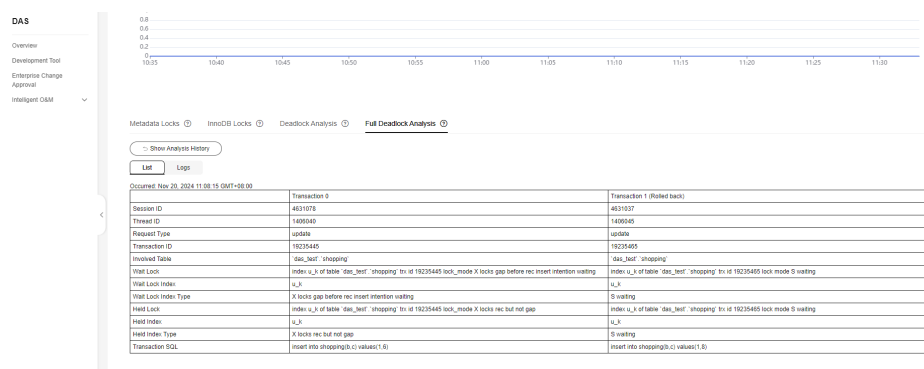 DAS
Overview
Development Tool
Enterprise Change
Approval
Intelligent O&M
0.8
0.6
0.4
0.2
0
10:35 10:40 10:45 10:50 10:55 11:00 11:05 11:10 11:15 11:20 11:25 11:30
Metadata Locks InnoDB Locks Deadlock Analysis Full Deadlock Analysis
Show Analysis History
List Logs
Occurred: Nov 20, 2024 11:08:15 GMT+08:00
Transaction 0 Transaction 1 (Rolled back)
Session ID 4631078 4631037
Thread ID 1406040 1406045
Request Type update update
Transaction ID 19235445 19235465
Involved Table `das_test`.`shopping` `das_test`.`shopping`
Wait Lock index u_k of table `das_test`.`shopping` trx id 19235445 lock_mode X locks gap before rec insert intention waiting index u_k of table `das_test`.`shopping` trx id 19235465 lock mode S waiting
Wait Lock Index u_k u_k
Wait Lock Index Type X locks gap before rec insert intention waiting S waiting
Held Lock index u_k of table `das_test`.`shopping` trx id 19235445 lock_mode X locks rec but not gap index u_k of table `das_test`.`shopping` trx id 19235465 lock mode S waiting
Held Index u_k u_k
Held Index Type X locks rec but not gap S waiting
Transaction SQL insert into shopping(b,c) values(1,6) insert into shopping(b,c) values(1,8)